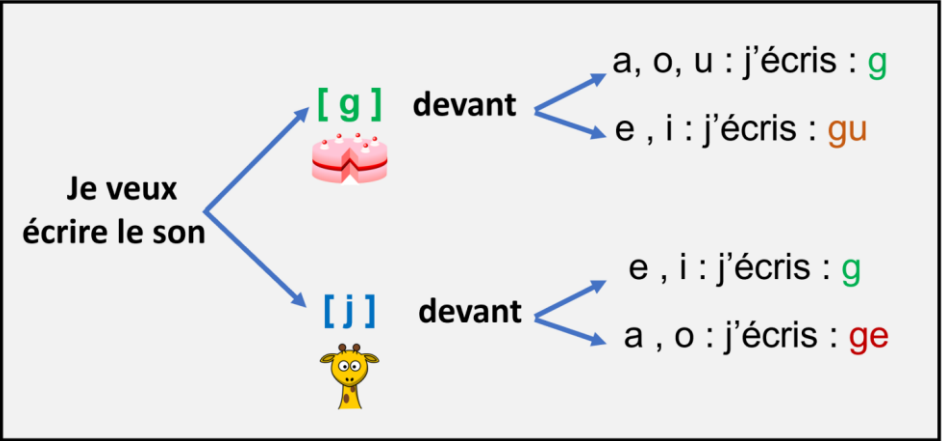 Je veux
écrire le son
[ g ] devant
a, o, u : j'écris : g
e , i : j'écris : gu
[ j ] devant
e , i : j'écris : g
a , o : j'écris : ge